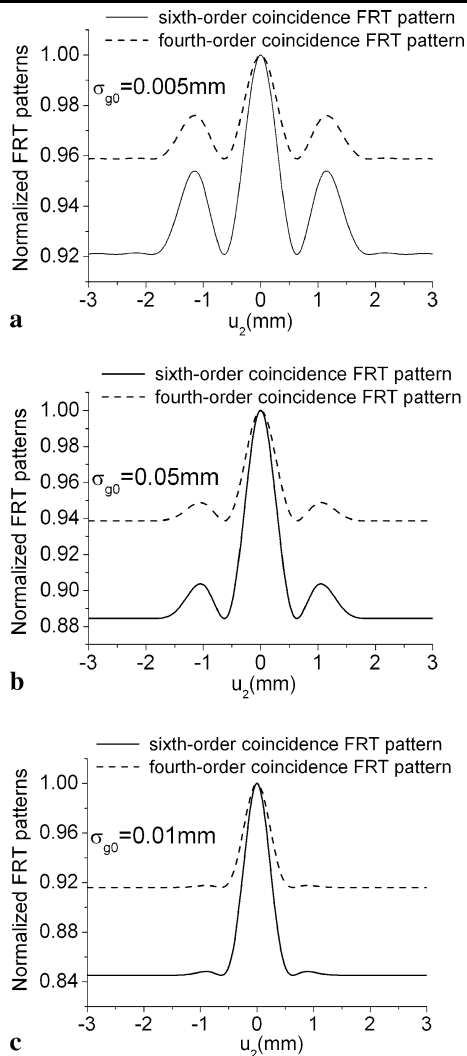 sixth-order coincidence FRT pattern
fourth-order coincidence FRT pattern
σg0=0.005mm
Normalized FRT patterns
1.00
0.98
0.96
0.94
0.92
-3 -2 -1 0 1 2 3
u2(mm)
a
sixth-order coincidence FRT pattern
fourth-order coincidence FRT pattern
σg0=0.05mm
Normalized FRT patterns
1.00
0.98
0.96
0.94
0.92
0.90
0.88
-3 -2 -1 0 1 2 3
u2(mm)
b
sixth-order coincidence FRT pattern
fourth-order coincidence FRT pattern
σg0=0.01mm
Normalized FRT patterns
1.00
0.96
0.92
0.88
0.84
-3 -2 -1 0 1 2 3
u2(mm)
c